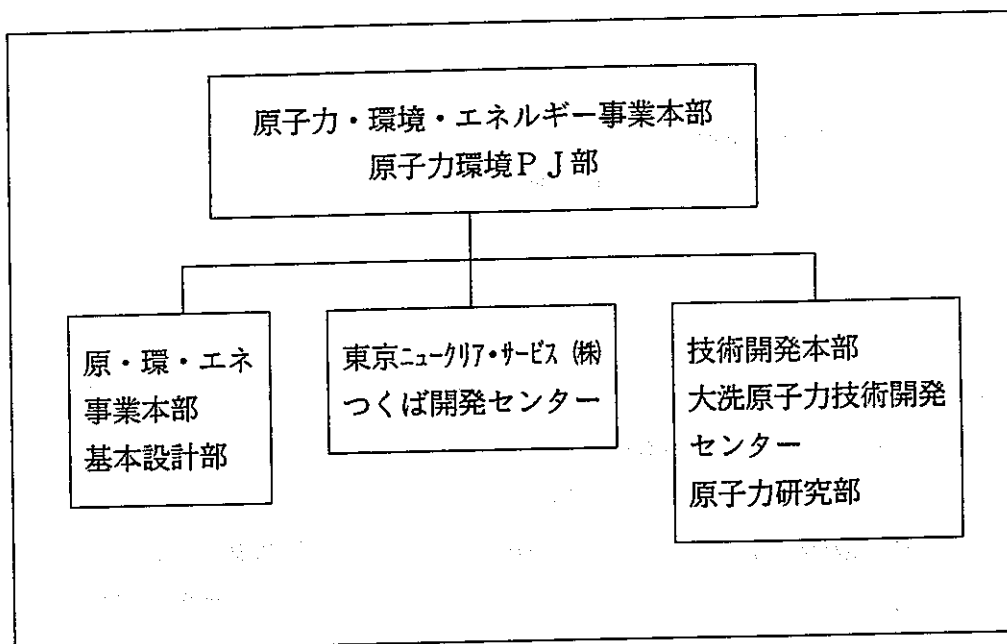 原子力・環境・エネルギー事業本部
原子力環境ＰＪ部
原・環・エネ
事業本部
基本設計部
東京ﾆｭｰｸﾘｱ・ｻｰﾋﾞｽ (株)
つくば開発センター
技術開発本部
大洗原子力技術開発
センター
原子力研究部